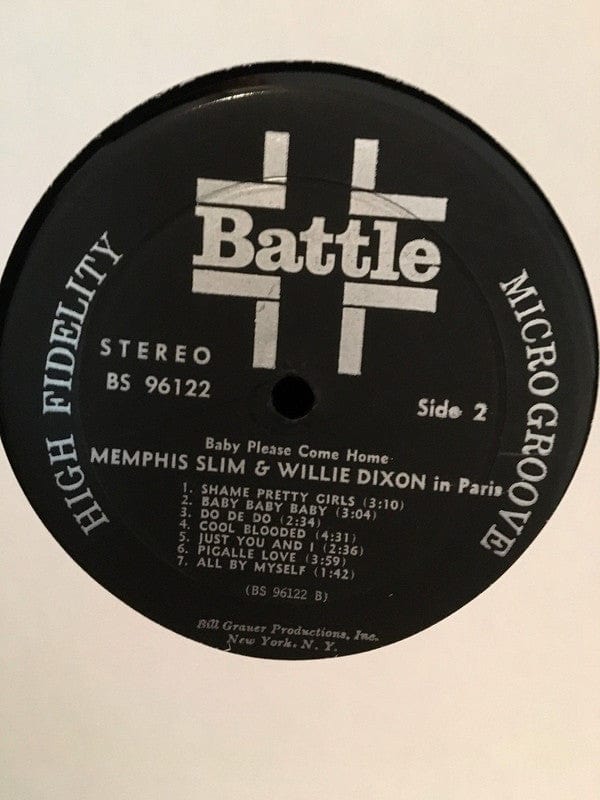 Battle
HIGH FIDELITY
MICROGROOVE
STEREO
BS 96122
Side 2
Baby Please Come Home
MEMPHIS SLIM & WILLIE DIXON in Paris
1. SHAME PRETTY GIRLS (3:10)
2. BABY BABY BABY (3:04)
3. DO DE DO (2:34)
4. COOL BLOODED (4:31)
5. JUST YOU AND I (2:36)
6. PIGALLE LOVE (3:59)
7. ALL BY MYSELF (1:42)
(BS 96122 B)
Bill Grauer Productions, Inc.
New York, N. Y.